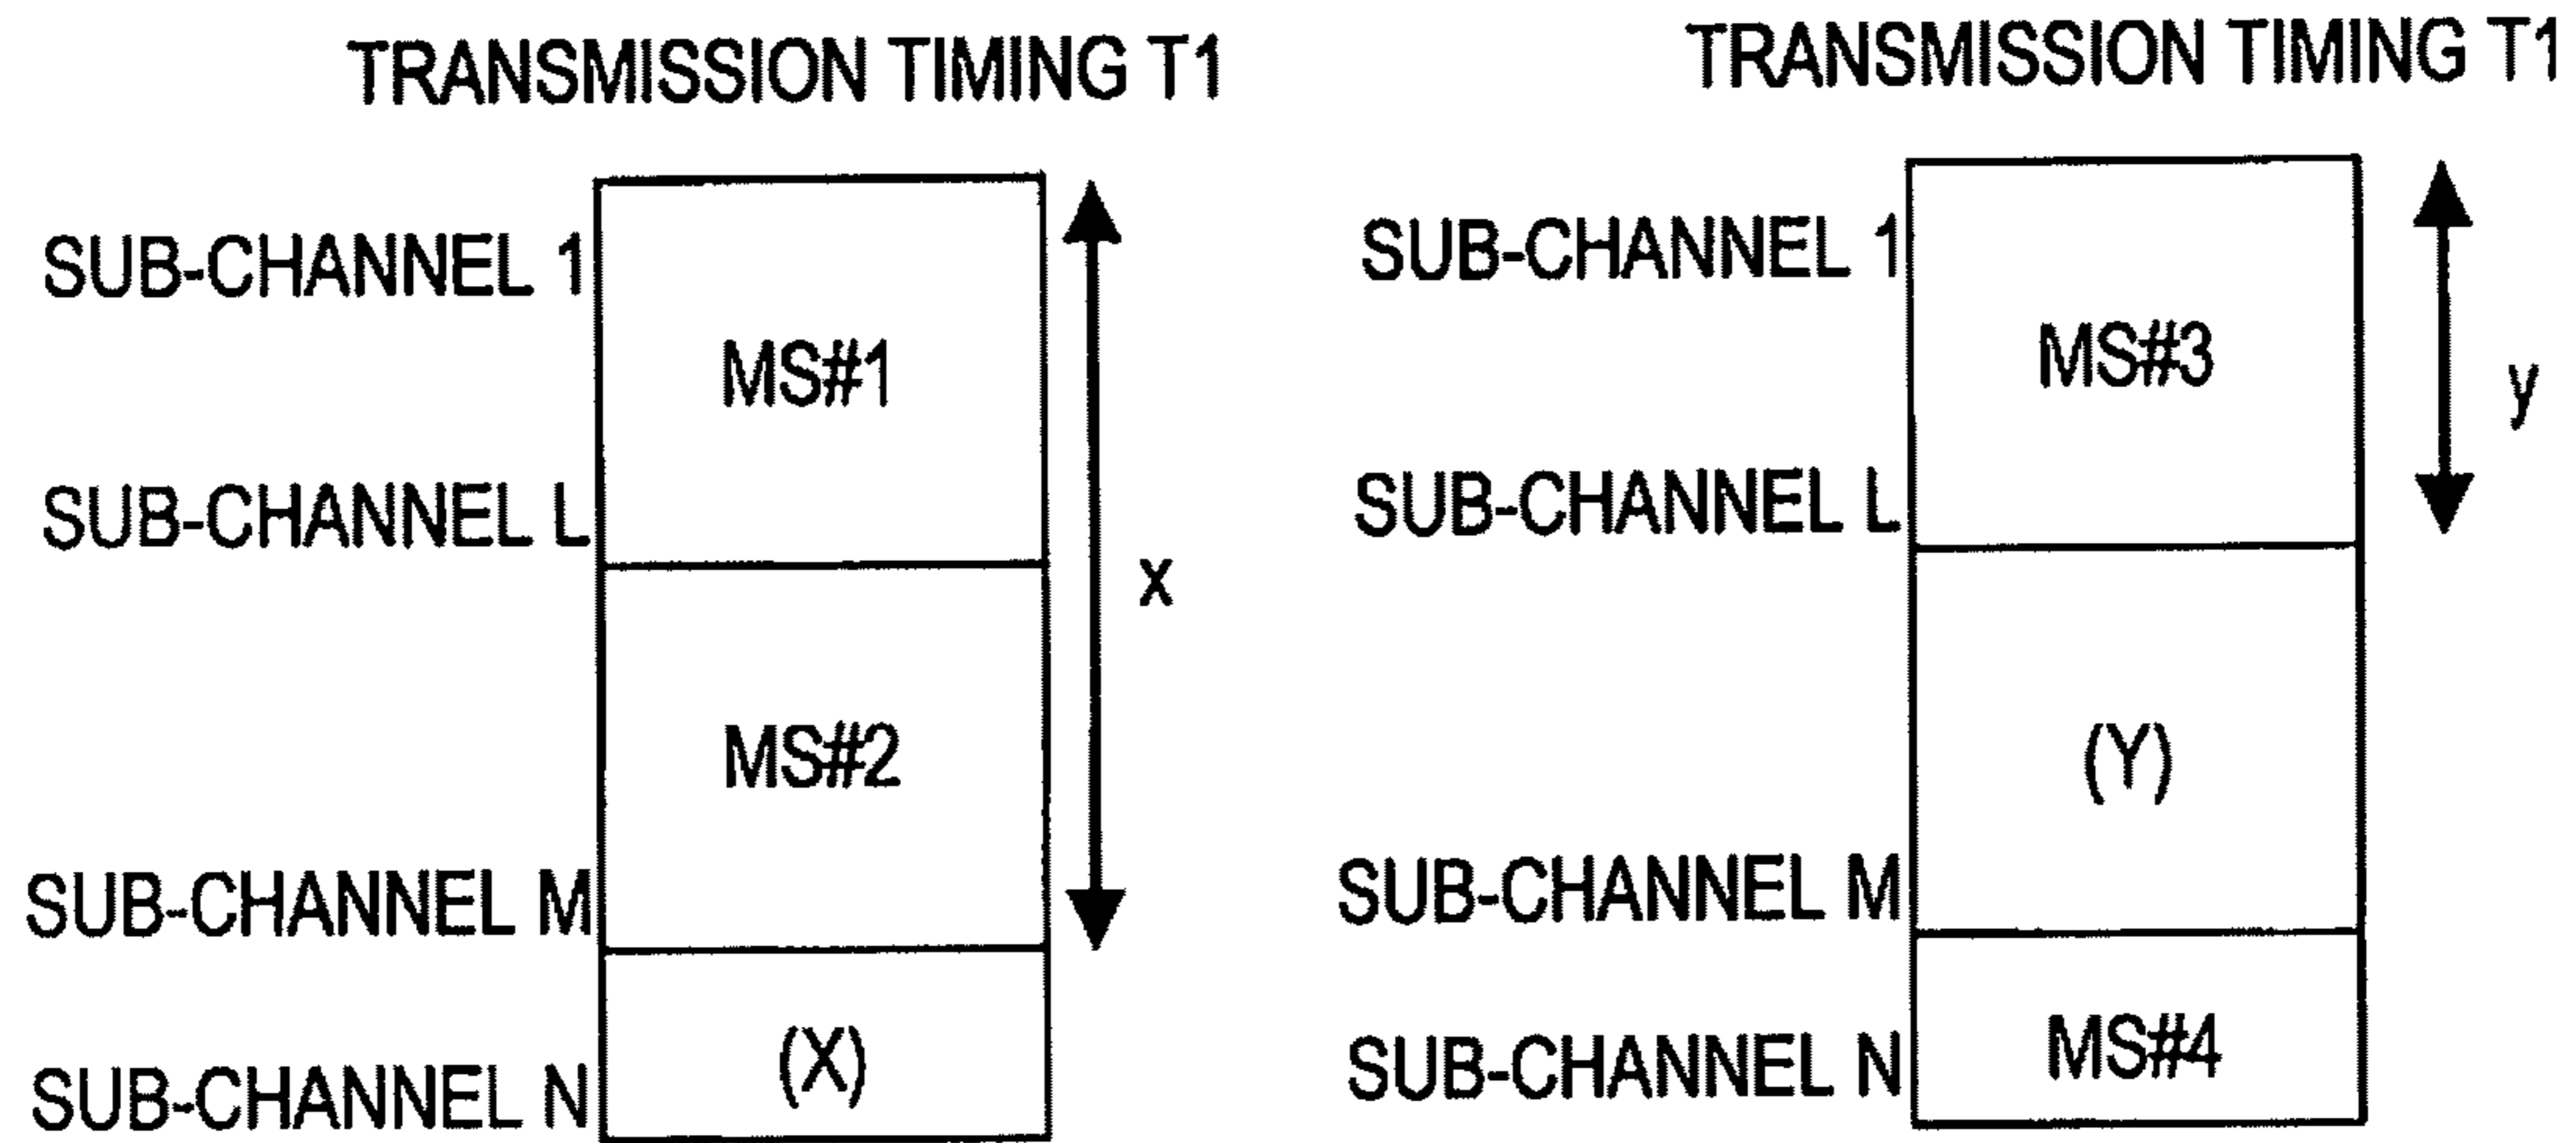 TRANSMISSION TIMING T1
SUB-CHANNEL 1
MS#1
SUB-CHANNEL L
x
MS#2
SUB-CHANNEL M
(X)
SUB-CHANNEL N
TRANSMISSION TIMING T1
SUB-CHANNEL 1
MS#3
y
SUB-CHANNEL L
(Y)
SUB-CHANNEL M
MS#4
SUB-CHANNEL N